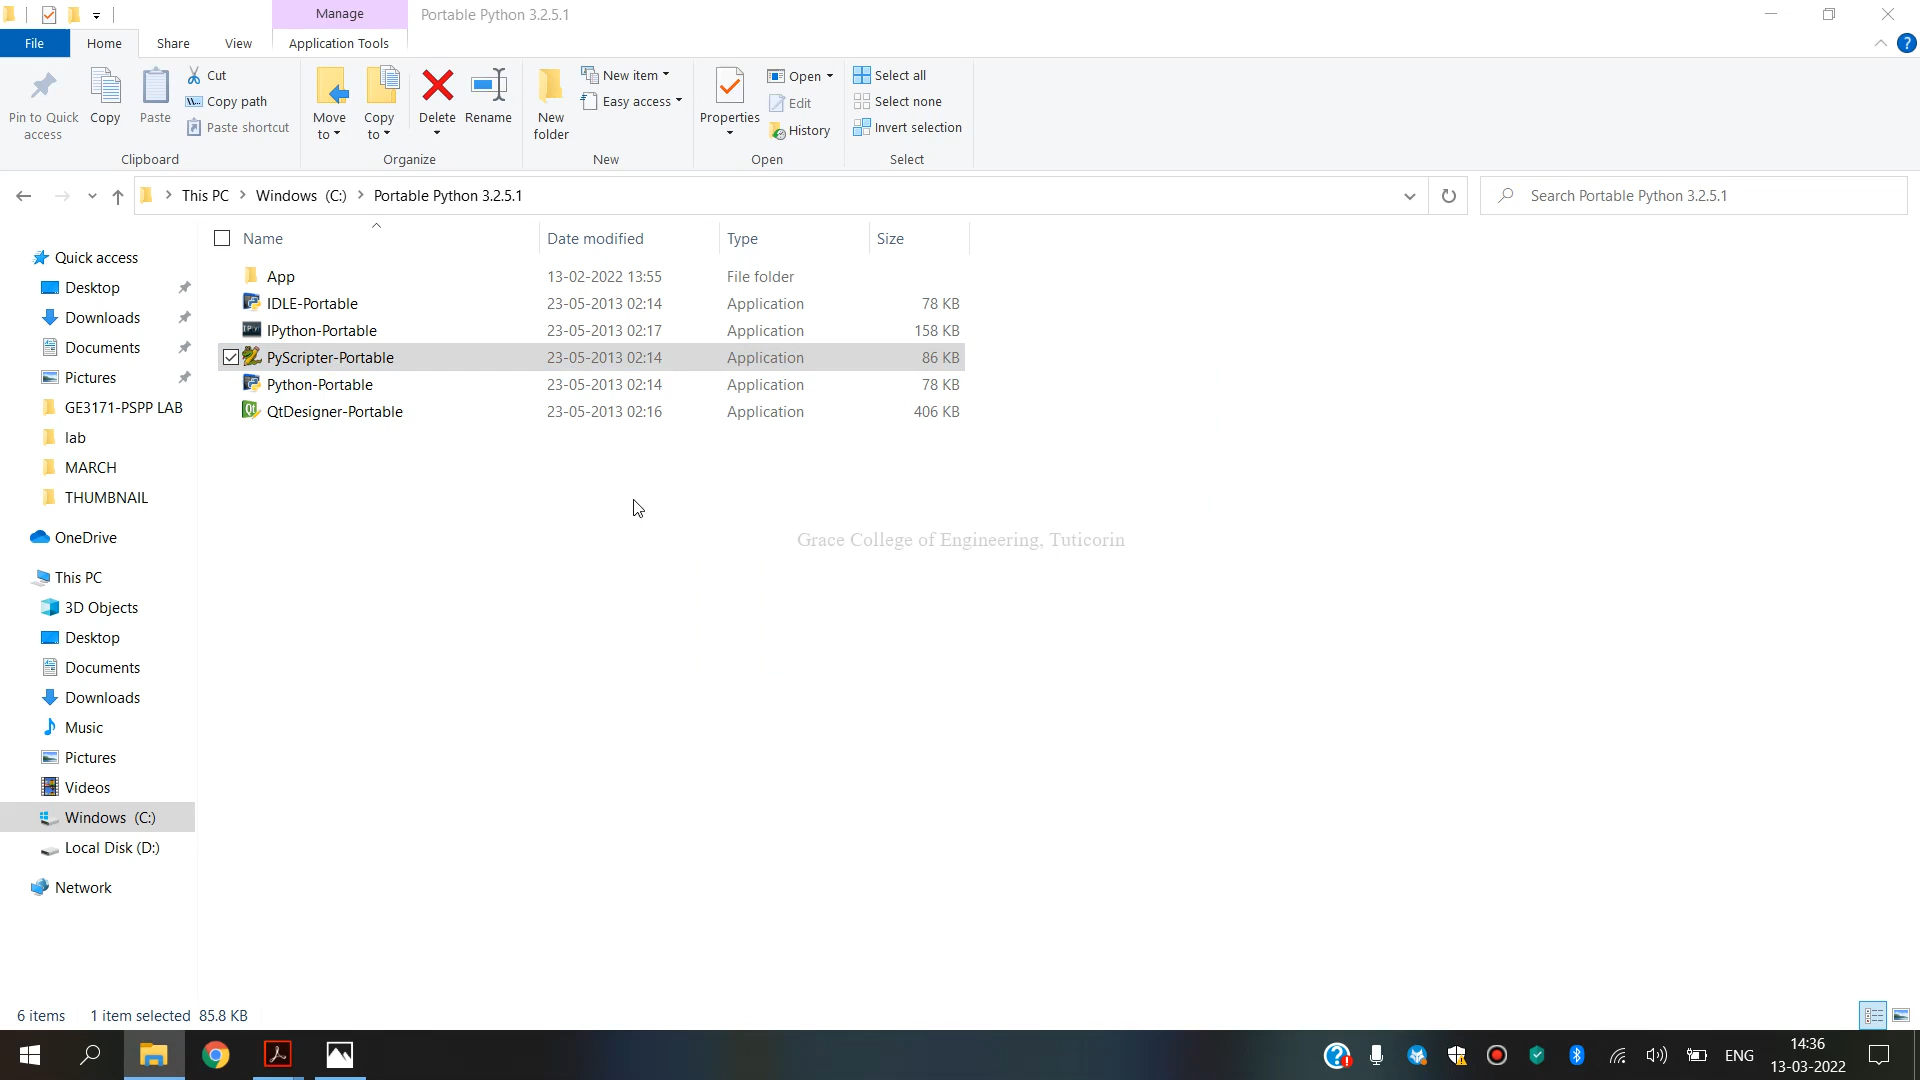 Manage
Portable Python 3.2.5.1
File
Home
Share
View
Application Tools
Pin to Quick access
Copy
Paste
Cut
Copy path
Paste shortcut
Clipboard
Move to
Copy to
Delete
Rename
Organize
New folder
New item
Easy access
New
Properties
Open
Edit
History
Open
Select all
Select none
Invert selection
Select
This PC
Windows (C:)
Portable Python 3.2.5.1
Search Portable Python 3.2.5.1
Name Date modified Type Size
App 13-02-2022 13:55 File folder
IDLE-Portable 23-05-2013 02:14 Application 78 KB
IPython-Portable 23-05-2013 02:17 Application 158 KB
PyScripter-Portable 23-05-2013 02:14 Application 86 KB
Python-Portable 23-05-2013 02:14 Application 78 KB
QtDesigner-Portable 23-05-2013 02:16 Application 406 KB
Quick access
Desktop
Downloads
Documents
Pictures
GE3171-PSPP LAB
lab
MARCH
THUMBNAIL
OneDrive
This PC
3D Objects
Desktop
Documents
Downloads
Music
Pictures
Videos
Windows (C:)
Local Disk (D:)
Network
Grace College of Engineering, Tuticorin
6 items 1 item selected 85.8 KB
ENG
14:36
13-03-2022